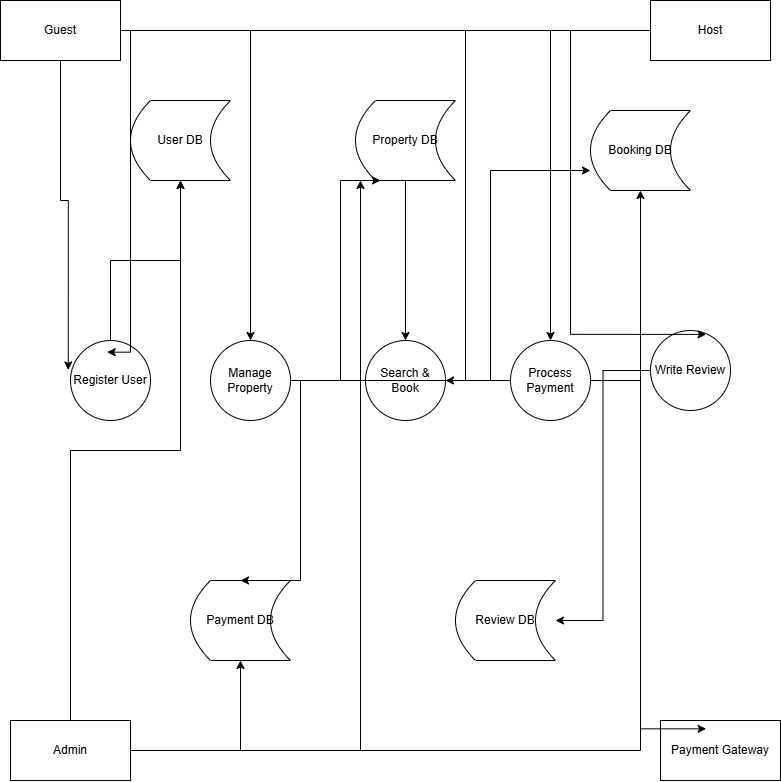 Guest
Host
User DB
Property DB
Booking DB
Register User
Manage
Property
Search &
Book
Process
Payment
Write Review
Payment DB
Review DB
Admin
Payment Gateway